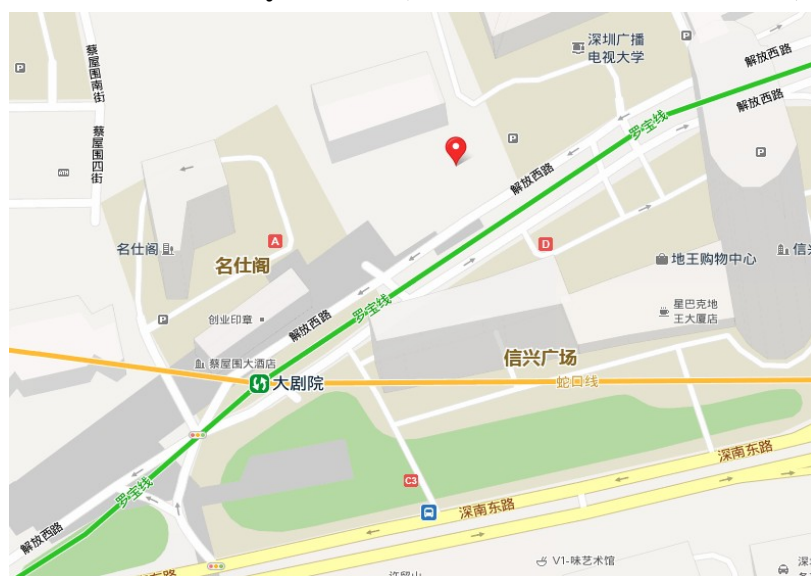 深圳广播
电视大学
P
P
解放西路
蔡屋围南街
P
罗宝线
解放西路
P
P
蔡屋围四街
解放西路
A
D
名仕阁
名仕阁
地王购物中心
信兴
罗宝线
星巴克地
王大厦店
P
创业印章
解放西路
信兴广场
蔡屋围大酒店
大剧院
蛇口线
深南东路
C3
罗宝线
深南东路
解放西路
V1-味艺术馆
东路